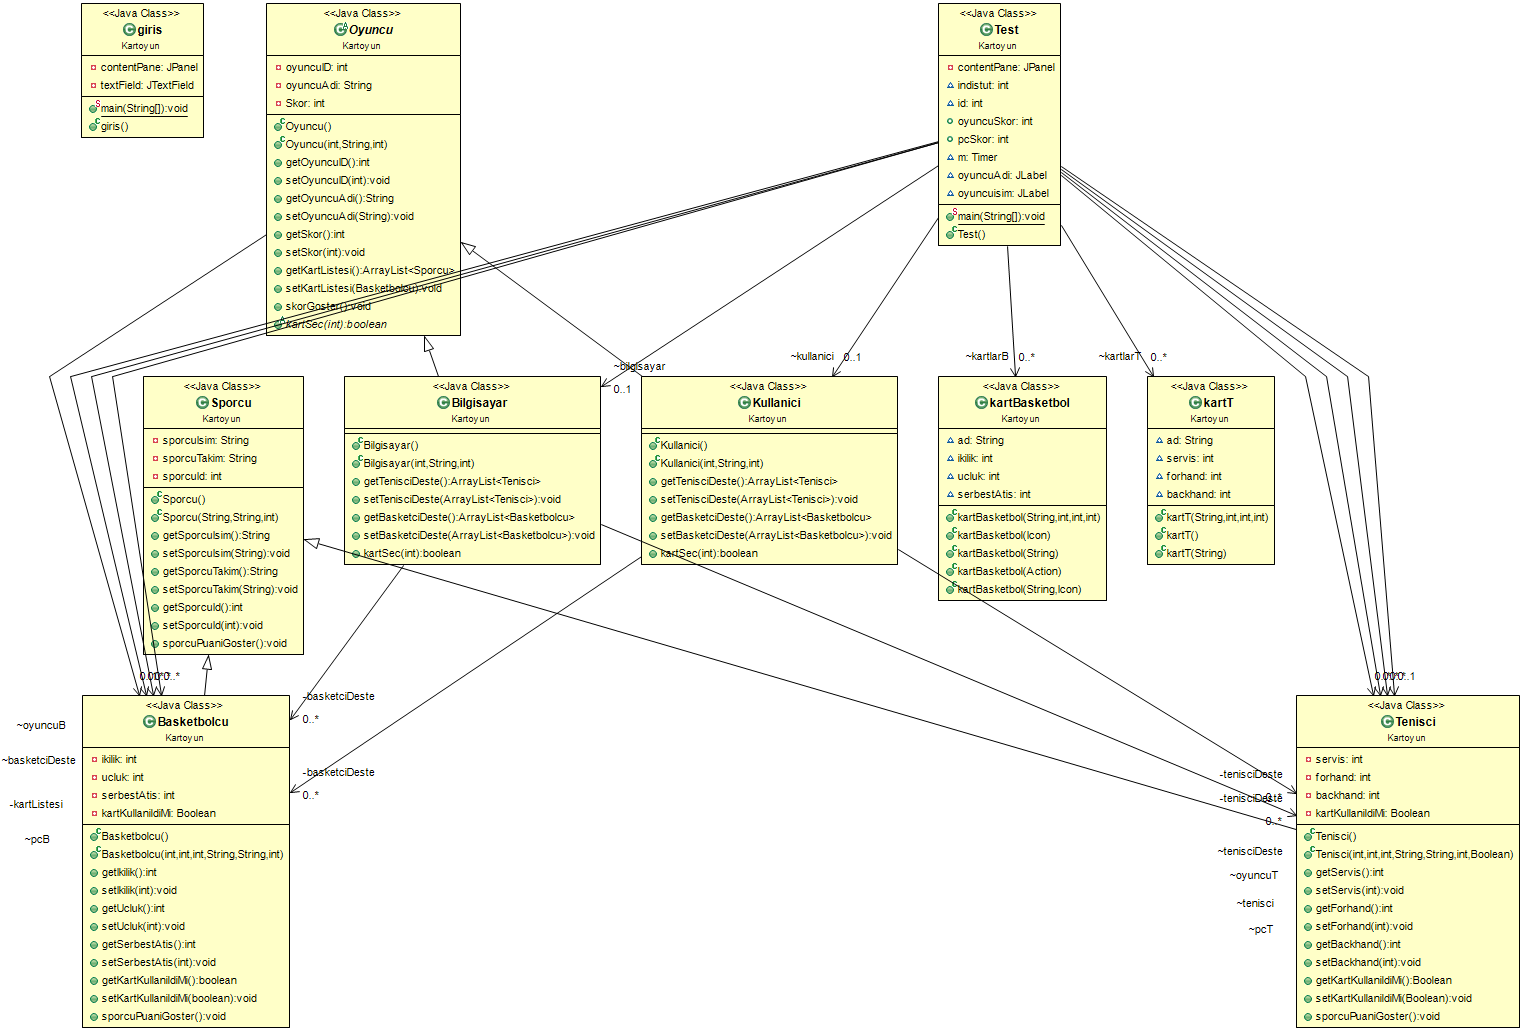 <<Java Class>>
giris
Kartoyun
contentPane: JPanel
textField: JTextField
main(String[]):void
giris()
<<Java Class>>
Oyuncu
Kartoyun
oyuncuID: int
oyuncuAdi: String
Skor: int
Oyuncu()
Oyuncu(int,String,int)
getOyuncuID():int
setOyuncuID(int):void
getOyuncuAdi():String
setOyuncuAdi(String):void
getSkor():int
setSkor(int):void
getKartListesi():ArrayList<Sporcu>
setKartListesi(Basketbolcu):void
skorGoster():void
kartSec(int):boolean
<<Java Class>>
Test
Kartoyun
contentPane: JPanel
indistut: int
id: int
oyuncuSkor: int
pcSkor: int
m: Timer
oyuncuAdi: JLabel
oyuncuisim: JLabel
main(String[]):void
Test()
~bilgisayar
0..1
~kullanici 0..1
~kartlarB 0..*
~kartlarT 0..*
<<Java Class>>
Sporcu
Kartoyun
sporcuIsim: String
sporcuTakim: String
sporcuId: int
Sporcu()
Sporcu(String,String,int)
getSporcuIsim():String
setSporcuIsim(String):void
getSporcuTakim():String
setSporcuTakim(String):void
getSporcuId():int
setSporcuId(int):void
sporcuPuaniGoster():void
<<Java Class>>
Bilgisayar
Kartoyun
Bilgisayar()
Bilgisayar(int,String,int)
getTenisciDeste():ArrayList<Tenisci>
setTenisciDeste(ArrayList<Tenisci>):void
getBasketciDeste():ArrayList<Basketbolcu>
setBasketciDeste(ArrayList<Basketbolcu>):void
kartSec(int):boolean
<<Java Class>>
Kullanici
Kartoyun
Kullanici()
Kullanici(int,String,int)
getTenisciDeste():ArrayList<Tenisci>
setTenisciDeste(ArrayList<Tenisci>):void
getBasketciDeste():ArrayList<Basketbolcu>
setBasketciDeste(ArrayList<Basketbolcu>):void
kartSec(int):boolean
<<Java Class>>
kartBasketbol
Kartoyun
ad: String
ikilik: int
ucluk: int
serbestAtis: int
kartBasketbol(String,int,int,int)
kartBasketbol(Icon)
kartBasketbol(String)
kartBasketbol(Action)
kartBasketbol(String,Icon)
<<Java Class>>
kartT
Kartoyun
ad: String
servis: int
forhand: int
backhand: int
kartT(String,int,int,int)
kartT()
kartT(String)
~oyuncuB
~basketciDeste
-kartListesi
~pcB
<<Java Class>>
Basketbolcu
Kartoyun
ikilik: int
ucluk: int
serbestAtis: int
kartKullanildiMi: Boolean
Basketbolcu()
Basketbolcu(int,int,int,String,String,int)
getIkilik():int
setIkilik(int):void
getUcluk():int
setUcluk(int):void
getSerbestAtis():int
setSerbestAtis(int):void
getKartKullanildiMi():boolean
setKartKullanildiMi(boolean):void
sporcuPuaniGoster():void
-basketciDeste
0..*
-basketciDeste
0..*
-tenisciDeste
-tenisciDeste
0..*
~tenisciDeste
~oyuncuT
~tenisci
~pcT
<<Java Class>>
Tenisci
Kartoyun
servis: int
forhand: int
backhand: int
kartKullanildiMi: Boolean
Tenisci()
Tenisci(int,int,int,String,String,int,Boolean)
getServis():int
setServis(int):void
getForhand():int
setForhand(int):void
getBackhand():int
setBackhand(int):void
getKartKullanildiMi():Boolean
setKartKullanildiMi(Boolean):void
sporcuPuaniGoster():void